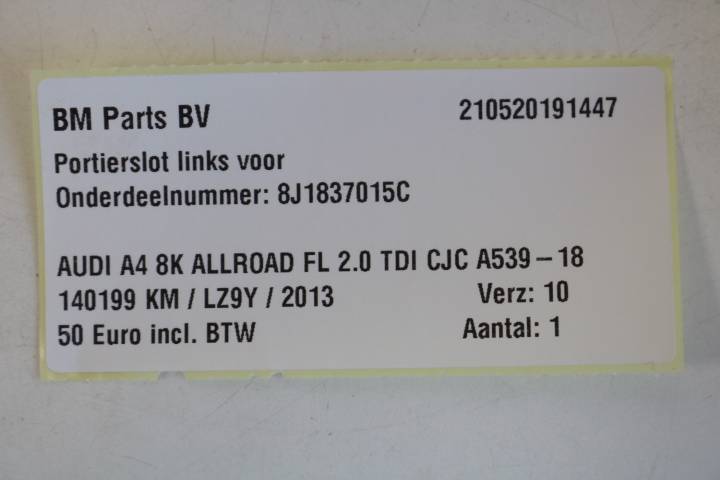 BM Parts BV 210520191447
Portierslot links voor
Onderdeelnummer: 8J1837015C
AUDI A4 8K ALLROAD FL 2.0 TDI CJC A539 – 18
140199 KM / LZ9Y / 2013 Verz: 10
50 Euro incl. BTW Aantal: 1